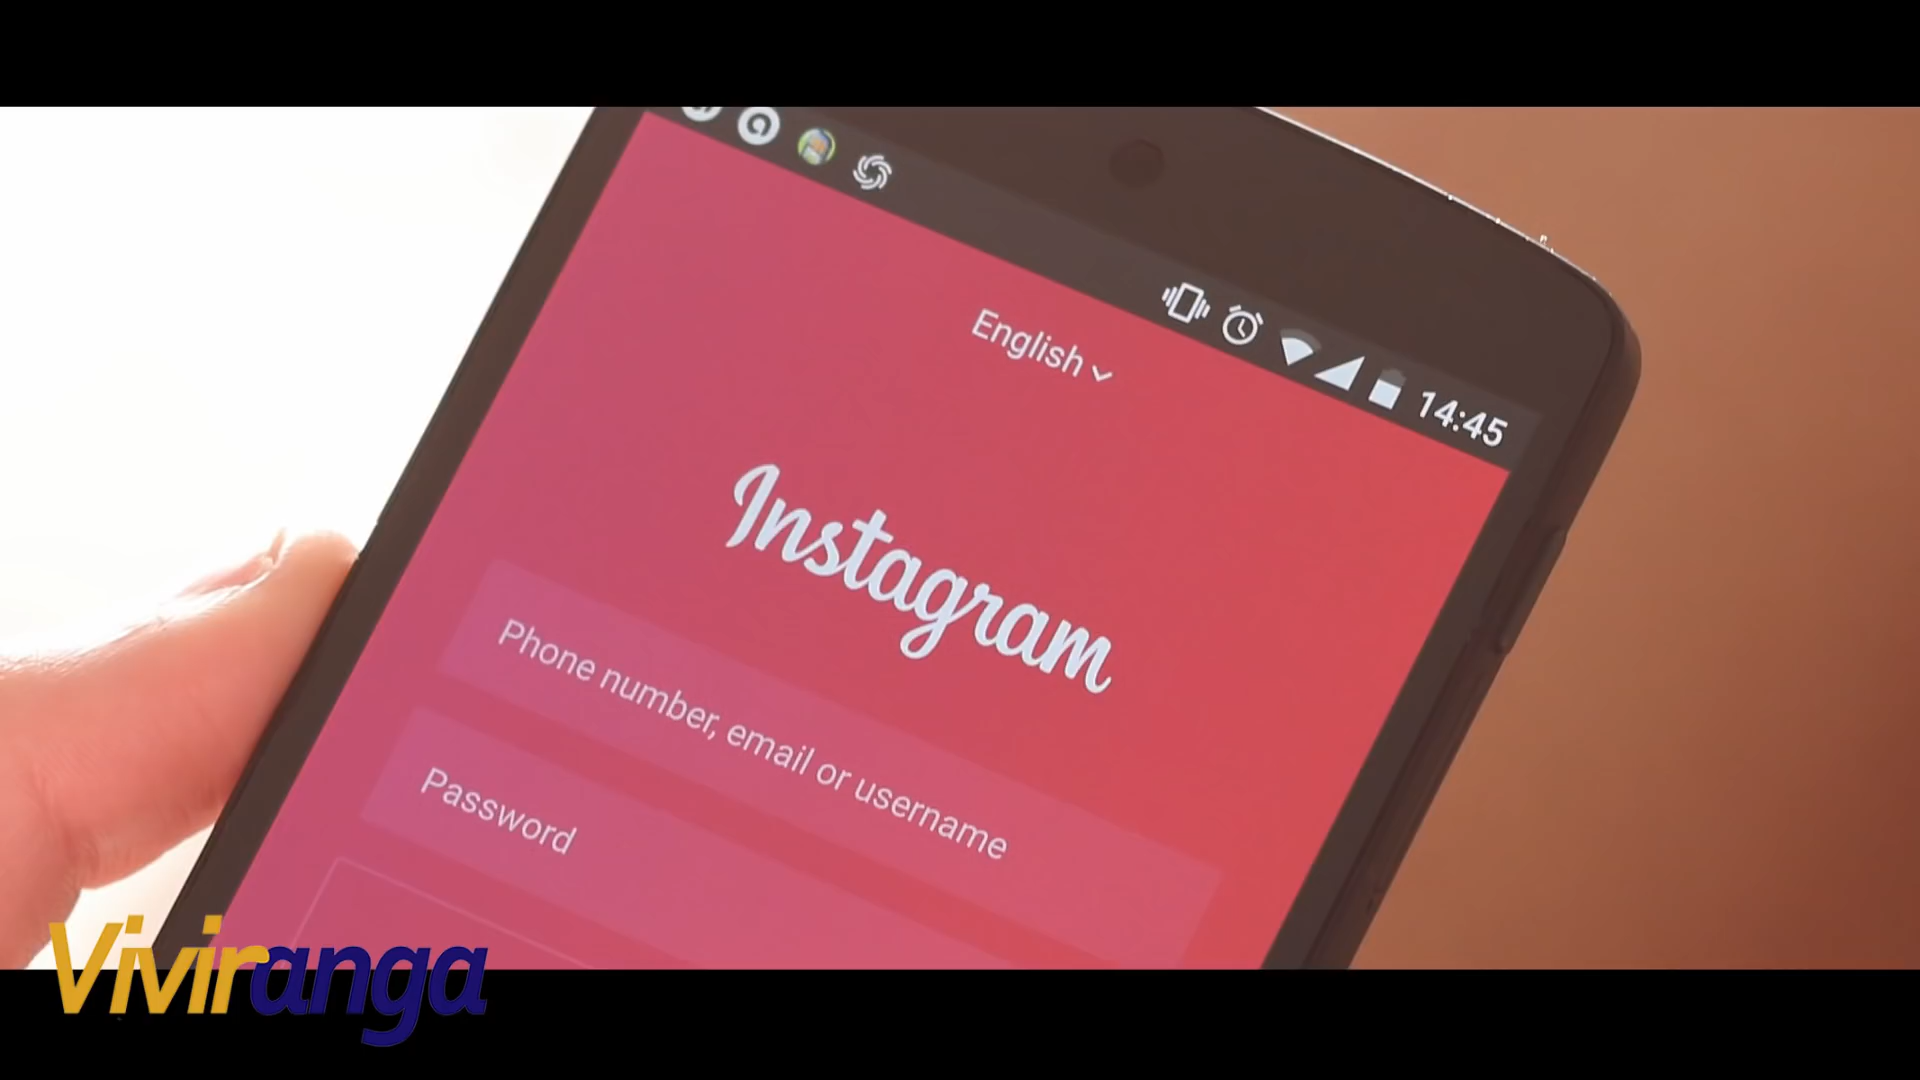 14:45
English
Instagram
Phone number, email or username
Password
Viviranga